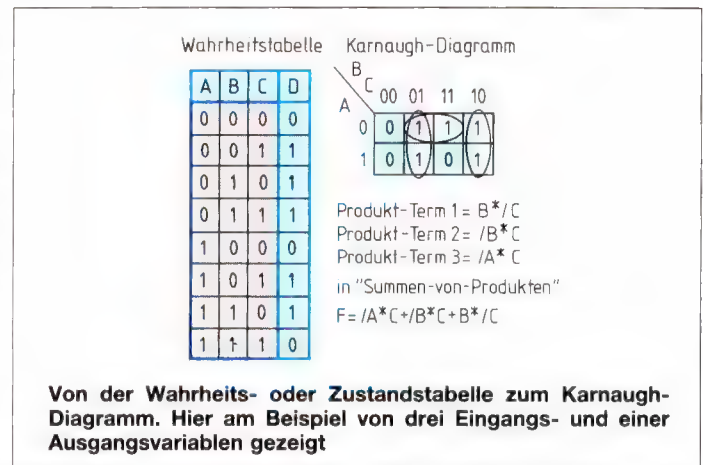 Wahrheitstabelle
A B C D
0 0 0 0
0 0 1 1
0 1 0 1
0 1 1 1
1 0 0 0
1 0 1 1
1 1 0 1
1 1 1 0
Karnaugh-Diagramm
B
C
A
00 01 11 10
0 0 1 1 1
1 0 1 0 1
Produkt-Term 1= B*/C
Produkt-Term 2= /B*C
Produkt-Term 3= /A*C
in "Summen-von-Produkten"
F= /A*C+/B*C+B*/C
Von der Wahrheits- oder Zustandstabelle zum Karnaugh-
Diagramm. Hier am Beispiel von drei Eingangs- und einer
Ausgangsvariablen gezeigt